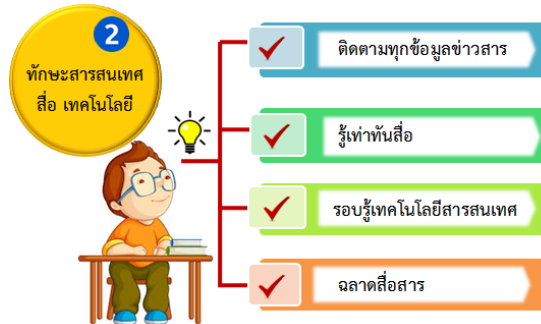 2
ทักษะสารสนเทศ
สื่อ เทคโนโลยี
ติดตามทุกข้อมูลข่าวสาร
รู้เท่าทันสื่อ
รอบรู้เทคโนโลยีสารสนเทศ
ฉลาดสื่อสาร